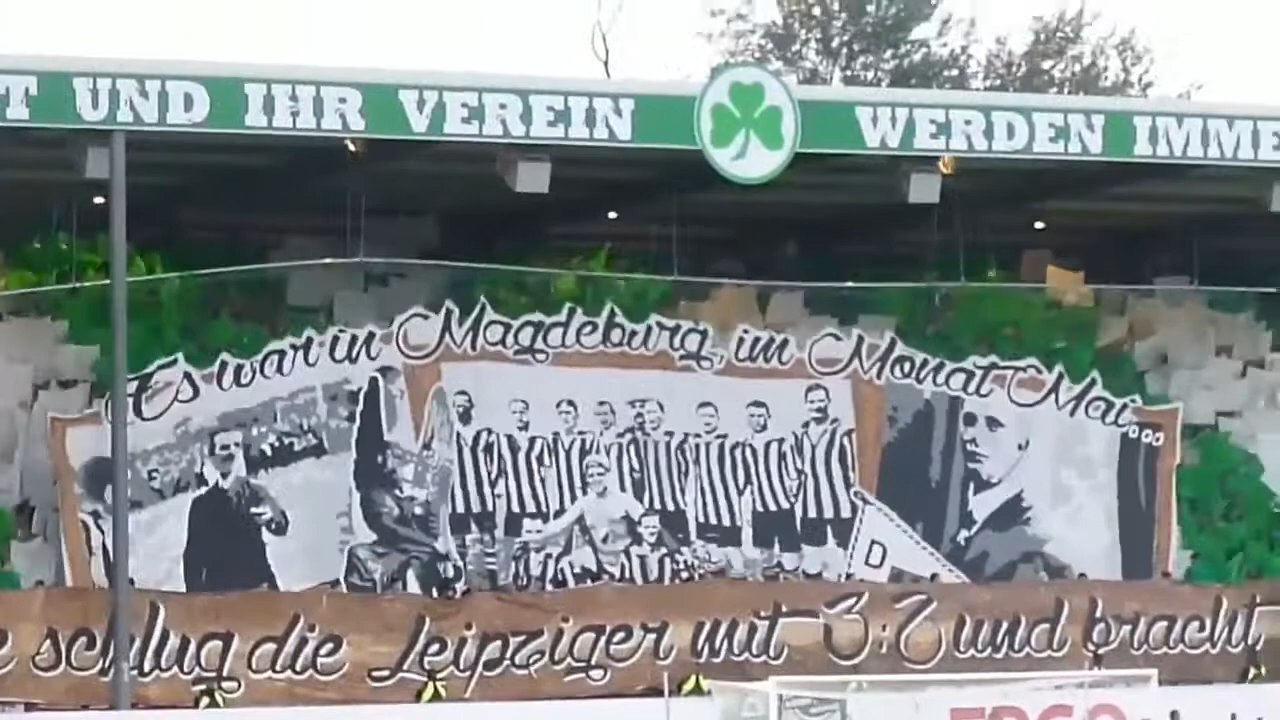 T UND IHR VEREIN WERDEN IMME
Es war in Magdeburg, im Monat Mai...
D
e schlug die Leipziger mit 3:2 und bracht
ERGO